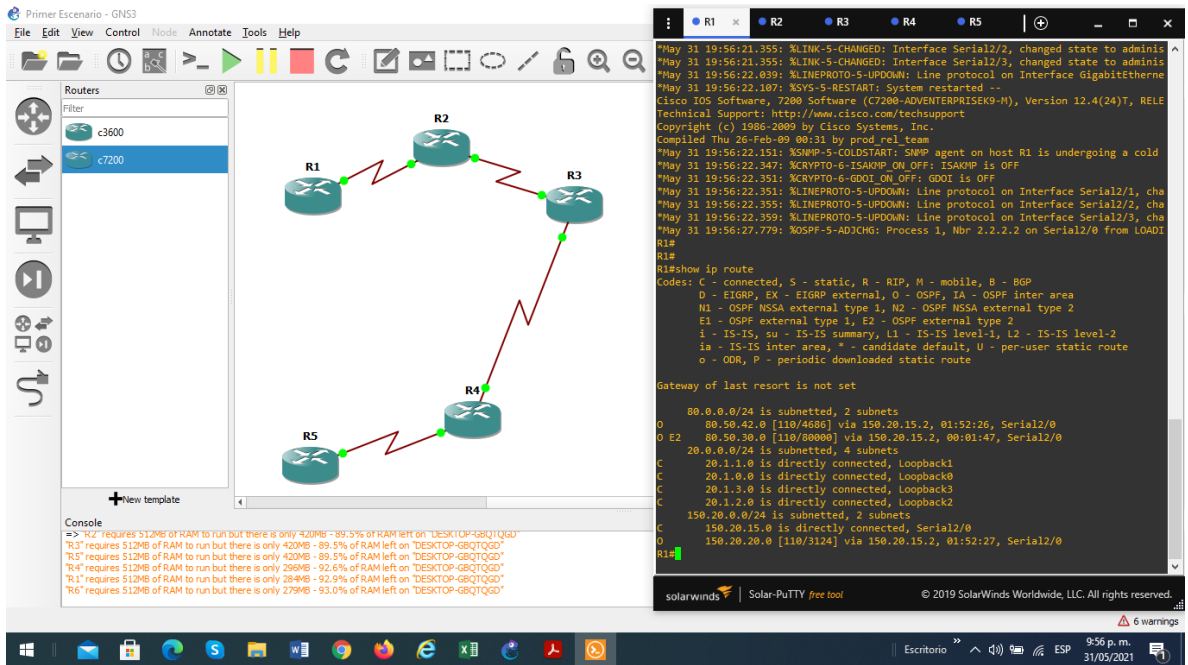 Primer Escenario - GNS3
File Edit View Control Node Annotate Tools Help
Routers
Filter
c3600
c7200
New template
R1
R2
R3
R4
R5
Console
=> "R2" requires 512MB of RAM to run but there is only 420MB - 89.5% of RAM left on "DESKTOP-GBQTQGD"
"R3" requires 512MB of RAM to run but there is only 420MB - 89.5% of RAM left on "DESKTOP-GBQTQGD"
"R5" requires 512MB of RAM to run but there is only 420MB - 89.5% of RAM left on "DESKTOP-GBQTQGD"
"R4" requires 512MB of RAM to run but there is only 296MB - 92.6% of RAM left on "DESKTOP-GBQTQGD"
"R1" requires 512MB of RAM to run but there is only 284MB - 92.9% of RAM left on "DESKTOP-GBQTQGD"
"R6" requires 512MB of RAM to run but there is only 279MB - 93.0% of RAM left on "DESKTOP-GBQTQGD"
R1 × R2 R3 R4 R5
*May 31 19:56:21.355: %LINK-5-CHANGED: Interface Serial2/2, changed state to adminis
*May 31 19:56:21.355: %LINK-5-CHANGED: Interface Serial2/3, changed state to adminis
*May 31 19:56:22.039: %LINEPROTO-5-UPDOWN: Line protocol on Interface GigabitEtherne
*May 31 19:56:22.107: %SYS-5-RESTART: System restarted --
Cisco IOS Software, 7200 Software (C7200-ADVENTERPRISEK9-M), Version 12.4(24)T, RELE
Technical Support: http://www.cisco.com/techsupport
Copyright (c) 1986-2009 by Cisco Systems, Inc.
Compiled Thu 26-Feb-09 00:31 by prod_rel_team
*May 31 19:56:22.151: %SNMP-5-COLDSTART: SNMP agent on host R1 is undergoing a cold
*May 31 19:56:22.347: %CRYPTO-6-ISAKMP_ON_OFF: ISAKMP is OFF
*May 31 19:56:22.351: %CRYPTO-6-GDOI_ON_OFF: GDOI is OFF
*May 31 19:56:22.351: %LINEPROTO-5-UPDOWN: Line protocol on Interface Serial2/1, cha
*May 31 19:56:22.355: %LINEPROTO-5-UPDOWN: Line protocol on Interface Serial2/2, cha
*May 31 19:56:22.359: %LINEPROTO-5-UPDOWN: Line protocol on Interface Serial2/3, cha
*May 31 19:56:27.779: %OSPF-5-ADJCHG: Process 1, Nbr 2.2.2.2 on Serial2/0 from LOADI
R1#
R1#
R1#show ip route
Codes: C - connected, S - static, R - RIP, M - mobile, B - BGP
D - EIGRP, EX - EIGRP external, O - OSPF, IA - OSPF inter area
N1 - OSPF NSSA external type 1, N2 - OSPF NSSA external type 2
E1 - OSPF external type 1, E2 - OSPF external type 2
i - IS-IS, su - IS-IS summary, L1 - IS-IS level-1, L2 - IS-IS level-2
ia - IS-IS inter area, * - candidate default, U - per-user static route
o - ODR, P - periodic downloaded static route
Gateway of last resort is not set
80.0.0.0/24 is subnetted, 2 subnets
O 80.50.42.0 [110/4686] via 150.20.15.2, 01:52:26, Serial2/0
O E2 80.50.30.0 [110/80000] via 150.20.15.2, 00:01:47, Serial2/0
20.0.0.0/24 is subnetted, 4 subnets
C 20.1.1.0 is directly connected, Loopback1
C 20.1.0.0 is directly connected, Loopback0
C 20.1.3.0 is directly connected, Loopback3
C 20.1.2.0 is directly connected, Loopback2
150.20.0.0/24 is subnetted, 2 subnets
C 150.20.15.0 is directly connected, Serial2/0
O 150.20.20.0 [110/3124] via 150.20.15.2, 01:52:27, Serial2/0
R1#
solarwinds Solar-PuTTY free tool © 2019 SolarWinds Worldwide, LLC. All rights reserved.
6 warnings
Escritorio ESP 9:56 p. m.
31/05/2021